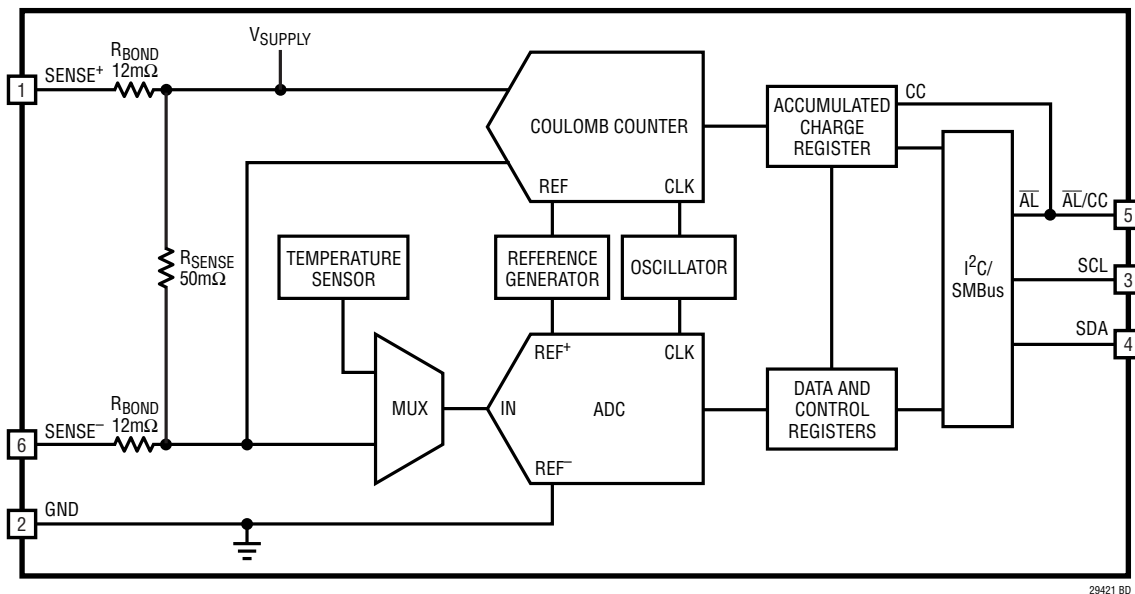 VSUPPLY
RBOND
12mΩ
1
SENSE+
COULOMB COUNTER
REF
CLK
ACCUMULATED
CHARGE
REGISTER
CC
A̅L̅
A̅L̅/CC
5
RSENSE
50mΩ
TEMPERATURE
SENSOR
REFERENCE
GENERATOR
OSCILLATOR
I²C/
SMBus
SCL
3
SDA
4
REF+
CLK
MUX
IN
ADC
REF–
DATA AND
CONTROL
REGISTERS
RBOND
12mΩ
6
SENSE–
2
GND
29421 BD